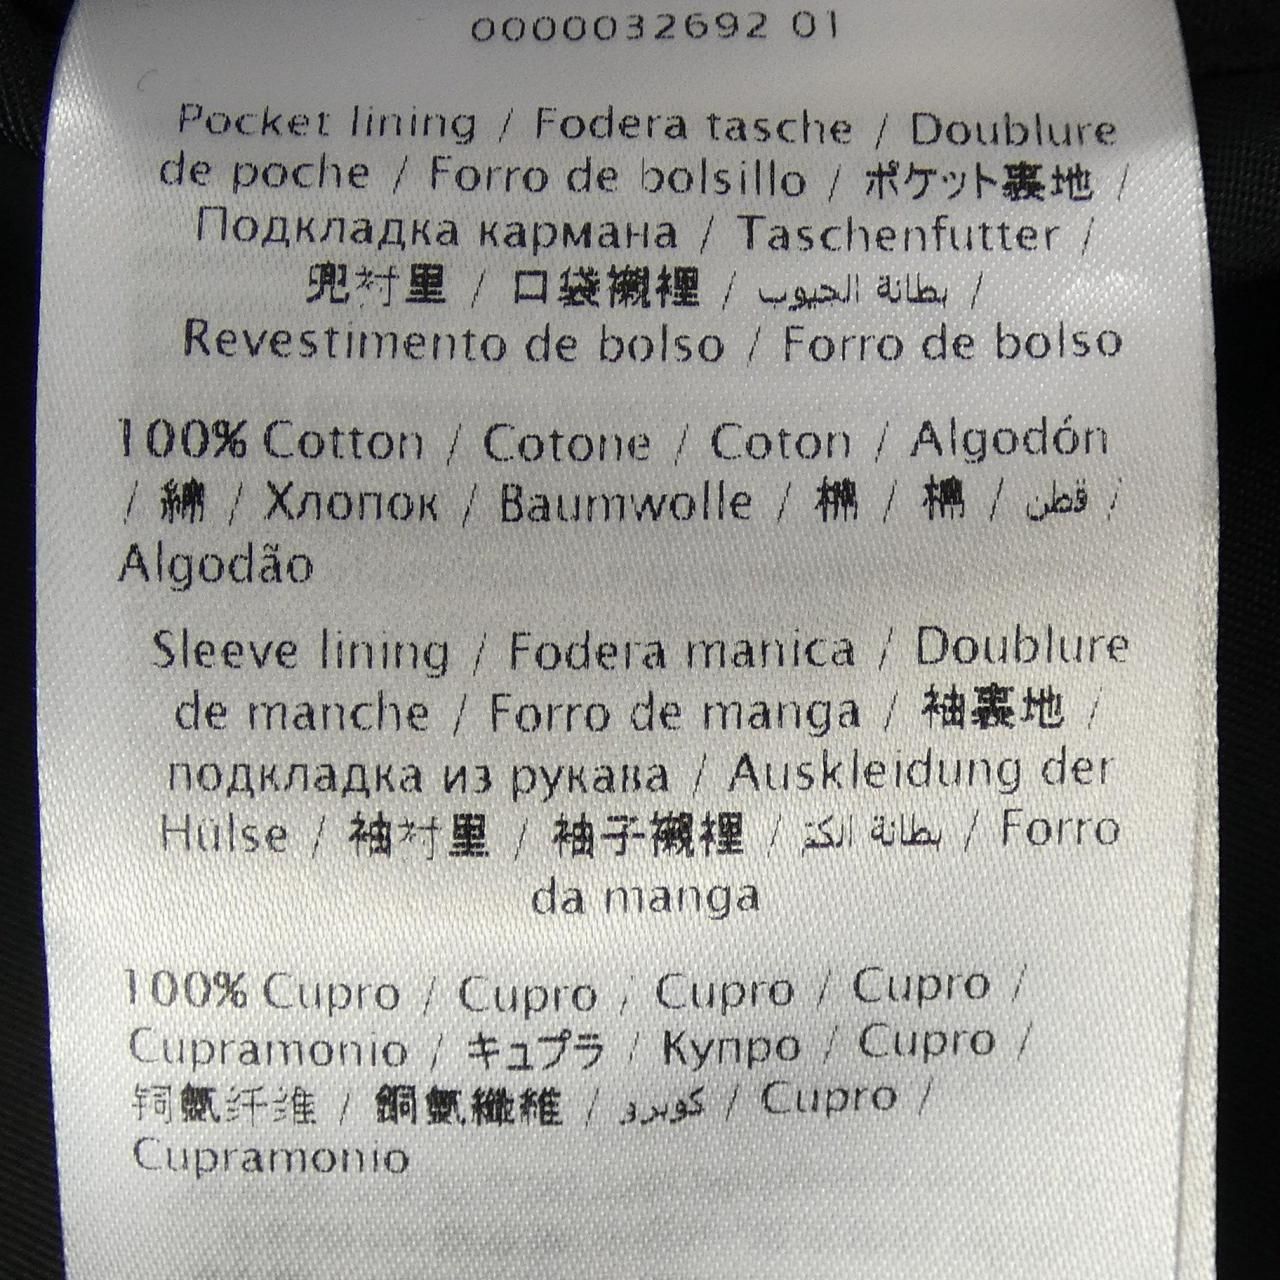 0000032692 01
Pocket lining / Fodera tasche / Doublure
de poche / Forro de bolsillo / ポケット裏地 /
Подкладка кармана / Taschenfutter /
兜衬里 / 口袋襯裡 / بطانة الجيوب /
Revestimento de bolso / Forro de bolso
100% Cotton / Cotone / Coton / Algodón
/ 綿 / Хлопок / Baumwolle / 棉 / 棉 / قطن /
Algodão
Sleeve lining / Fodera manica / Doublure
de manche / Forro de manga / 袖裏地 /
подкладка из рукава / Auskleidung der
Hülse / 袖衬里 / 袖子襯裡 / بطانة الكم / Forro
da manga
100% Cupro / Cupro / Cupro / Cupro /
Cupramonio / キュプラ / Купро / Cupro /
铜氨纤维 / 銅氨纖維 / كوبرو / Cupro /
Cupramonio